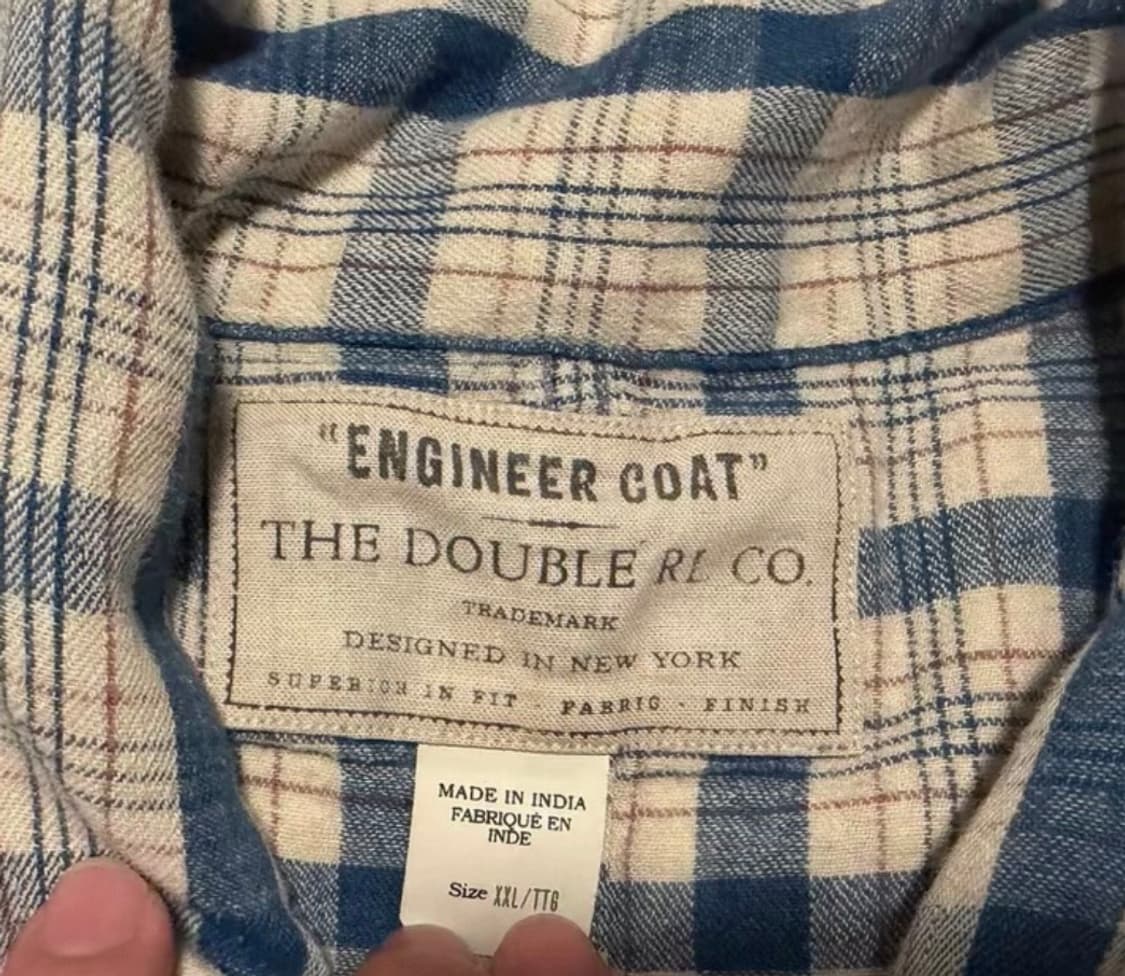 "ENGINEER COAT"
THE DOUBLE RL CO.
TRADEMARK
DESIGNED IN NEW YORK
SUPERIOR IN FIT - FABRIC - FINISH
MADE IN INDIA
FABRIQUÉ EN
INDE
Size XXL/TTG